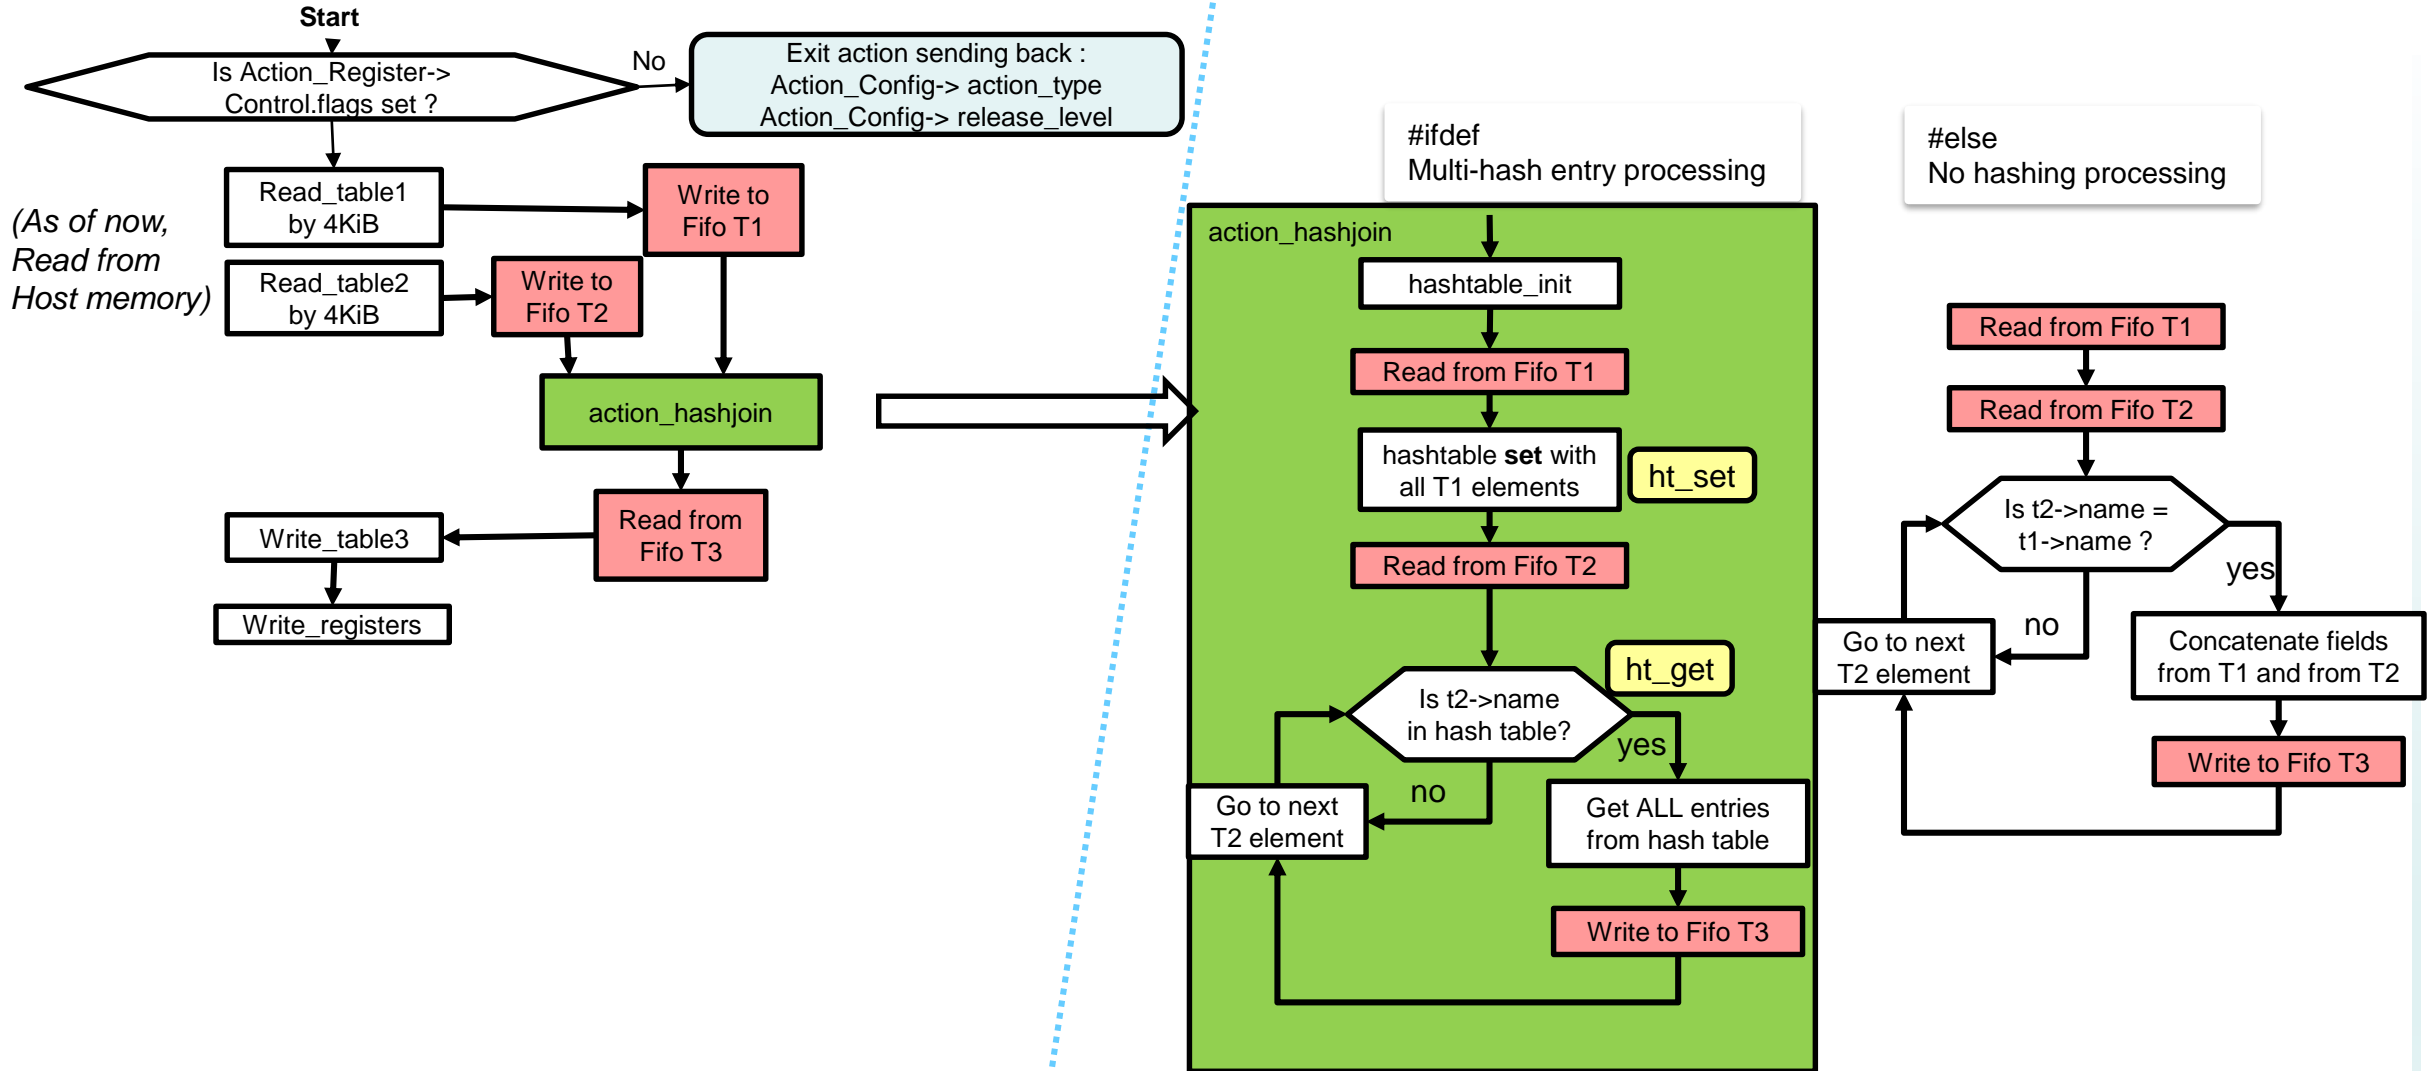 Start
Is Action_Register->
Control.flags set ?
No
Exit action sending back :
Action_Config-> action_type
Action_Config-> release_level
(As of now,
Read from
Host memory)
Read_table1
by 4KiB
Write to
Fifo T1
Read_table2
by 4KiB
Write to
Fifo T2
action_hashjoin
Read from
Fifo T3
Write_table3
Write_registers
#ifdef
Multi-hash entry processing
action_hashjoin
hashtable_init
Read from Fifo T1
hashtable set with
all T1 elements
ht_set
Read from Fifo T2
ht_get
Is t2->name
in hash table?
yes
no
Go to next
T2 element
Get ALL entries
from hash table
Write to Fifo T3
#else
No hashing processing
Read from Fifo T1
Read from Fifo T2
Is t2->name =
t1->name ?
yes
no
Go to next
T2 element
Concatenate fields
from T1 and from T2
Write to Fifo T3